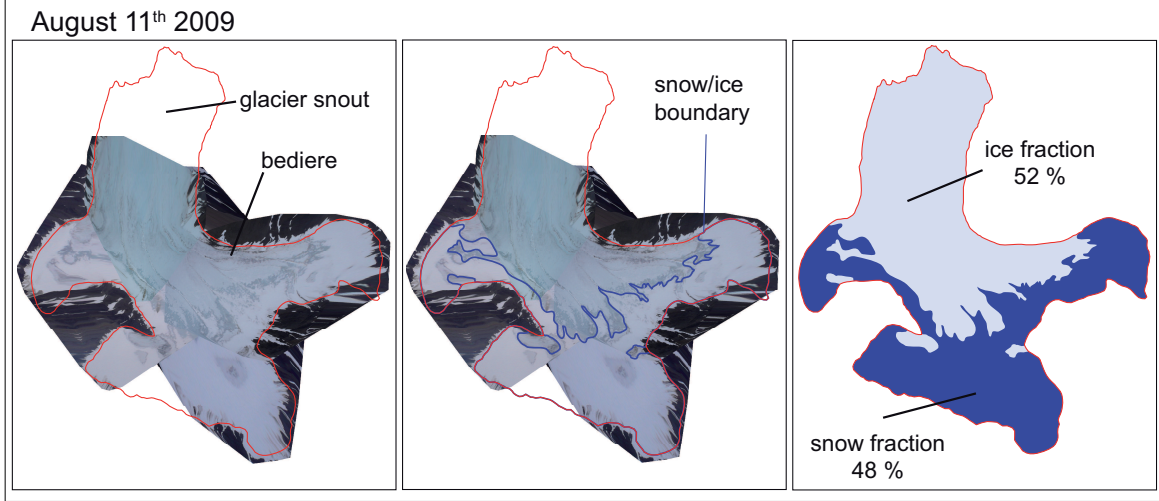 August 11th 2009
glacier snout
bediere
snow/ice
boundary
ice fraction
52 %
snow fraction
48 %